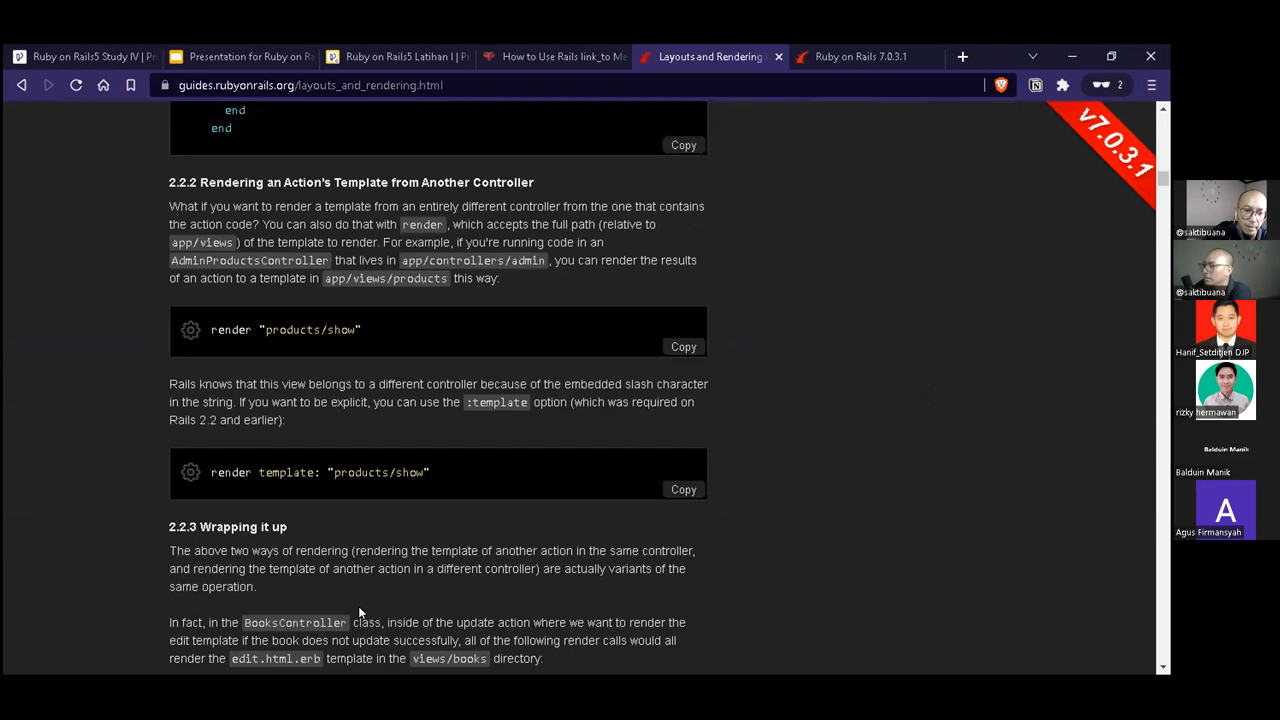 Ruby on Rails5 Study IV | Pr
Presentation for Ruby on Ra
Ruby on Rails5 Latihan I | Pr
How to Use Rails link_to Me
Layouts and Rendering
Ruby on Rails 7.0.3.1
guides.rubyonrails.org/layouts_and_rendering.html
2
end
end
Copy
v7.0.3.1
2.2.2 Rendering an Action's Template from Another Controller
What if you want to render a template from an entirely different controller from the one that contains
the action code? You can also do that with render, which accepts the full path (relative to
app/views) of the template to render. For example, if you're running code in an
AdminProductsController that lives in app/controllers/admin, you can render the results
of an action to a template in app/views/products this way:
render "products/show"
Copy
Rails knows that this view belongs to a different controller because of the embedded slash character
in the string. If you want to be explicit, you can use the :template option (which was required on
Rails 2.2 and earlier):
render template: "products/show"
Copy
2.2.3 Wrapping it up
The above two ways of rendering (rendering the template of another action in the same controller,
and rendering the template of another action in a different controller) are actually variants of the
same operation.
In fact, in the BooksController class, inside of the update action where we want to render the
edit template if the book does not update successfully, all of the following render calls would all
render the edit.html.erb template in the views/books directory:
@saktibuana
@saktibuana
Hanif_Setditjen DJP
rizky hermawan
Balduin Manik
Balduin Manik
A
Agus Firmansyah